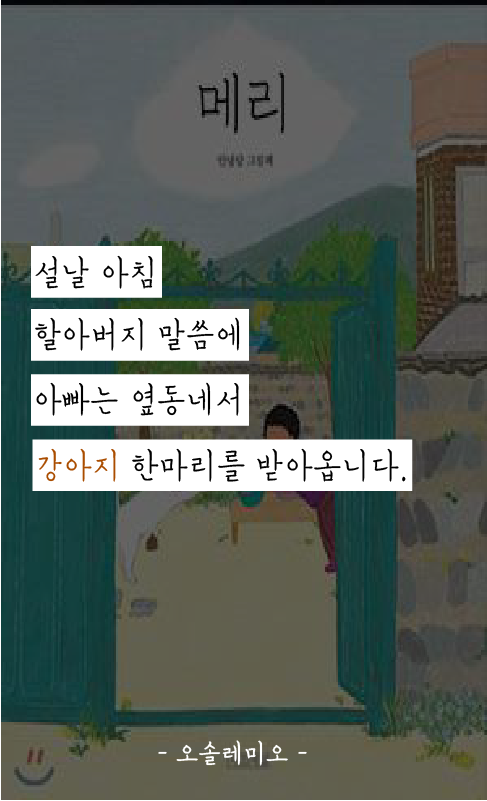 메리
안녕달 그림책
설날 아침
할아버지 말씀에
아빠는 옆동네서
강아지 한마리를 받아옵니다.
- 오솔레미오 -